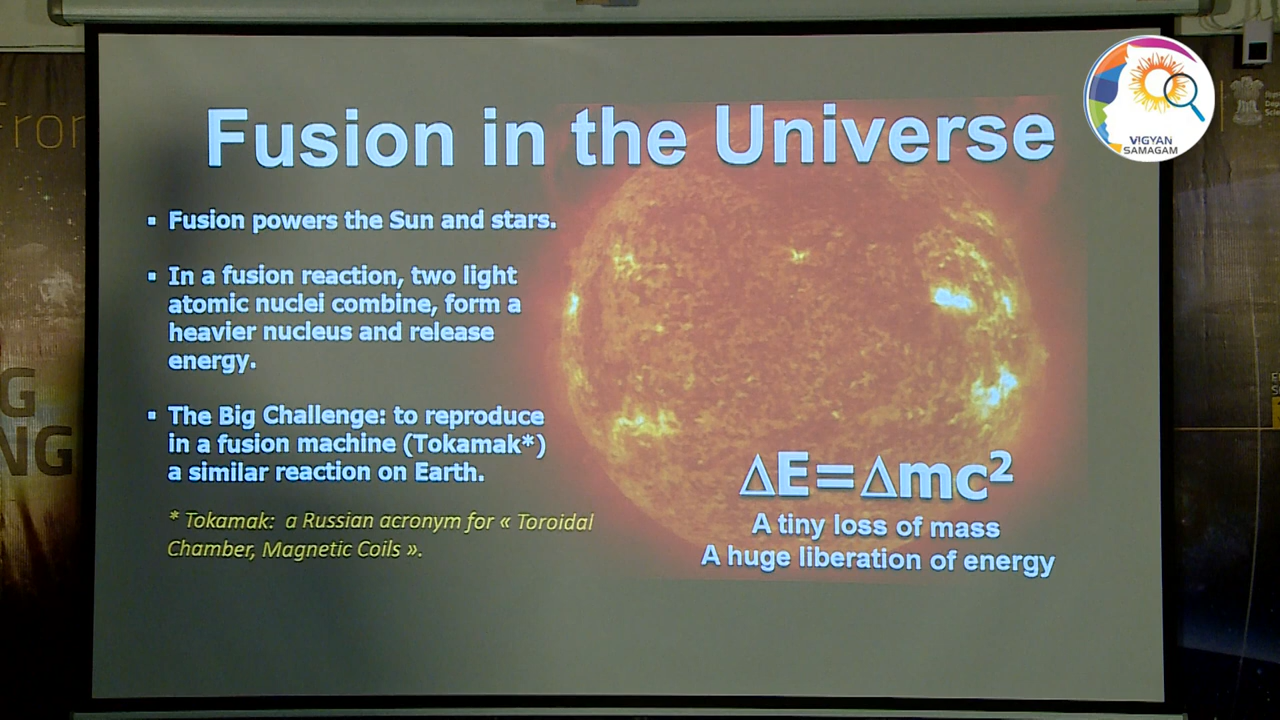 Fusion in the Universe
VIGYAN
SAMAGAM
▪ Fusion powers the Sun and stars.
▪ In a fusion reaction, two light
atomic nuclei combine, form a
heavier nucleus and release
energy.
▪ The Big Challenge: to reproduce
in a fusion machine (Tokamak*)
a similar reaction on Earth.
* Tokamak: a Russian acronym for « Toroidal
Chamber, Magnetic Coils ».
∆E=∆mc²
A tiny loss of mass
A huge liberation of energy